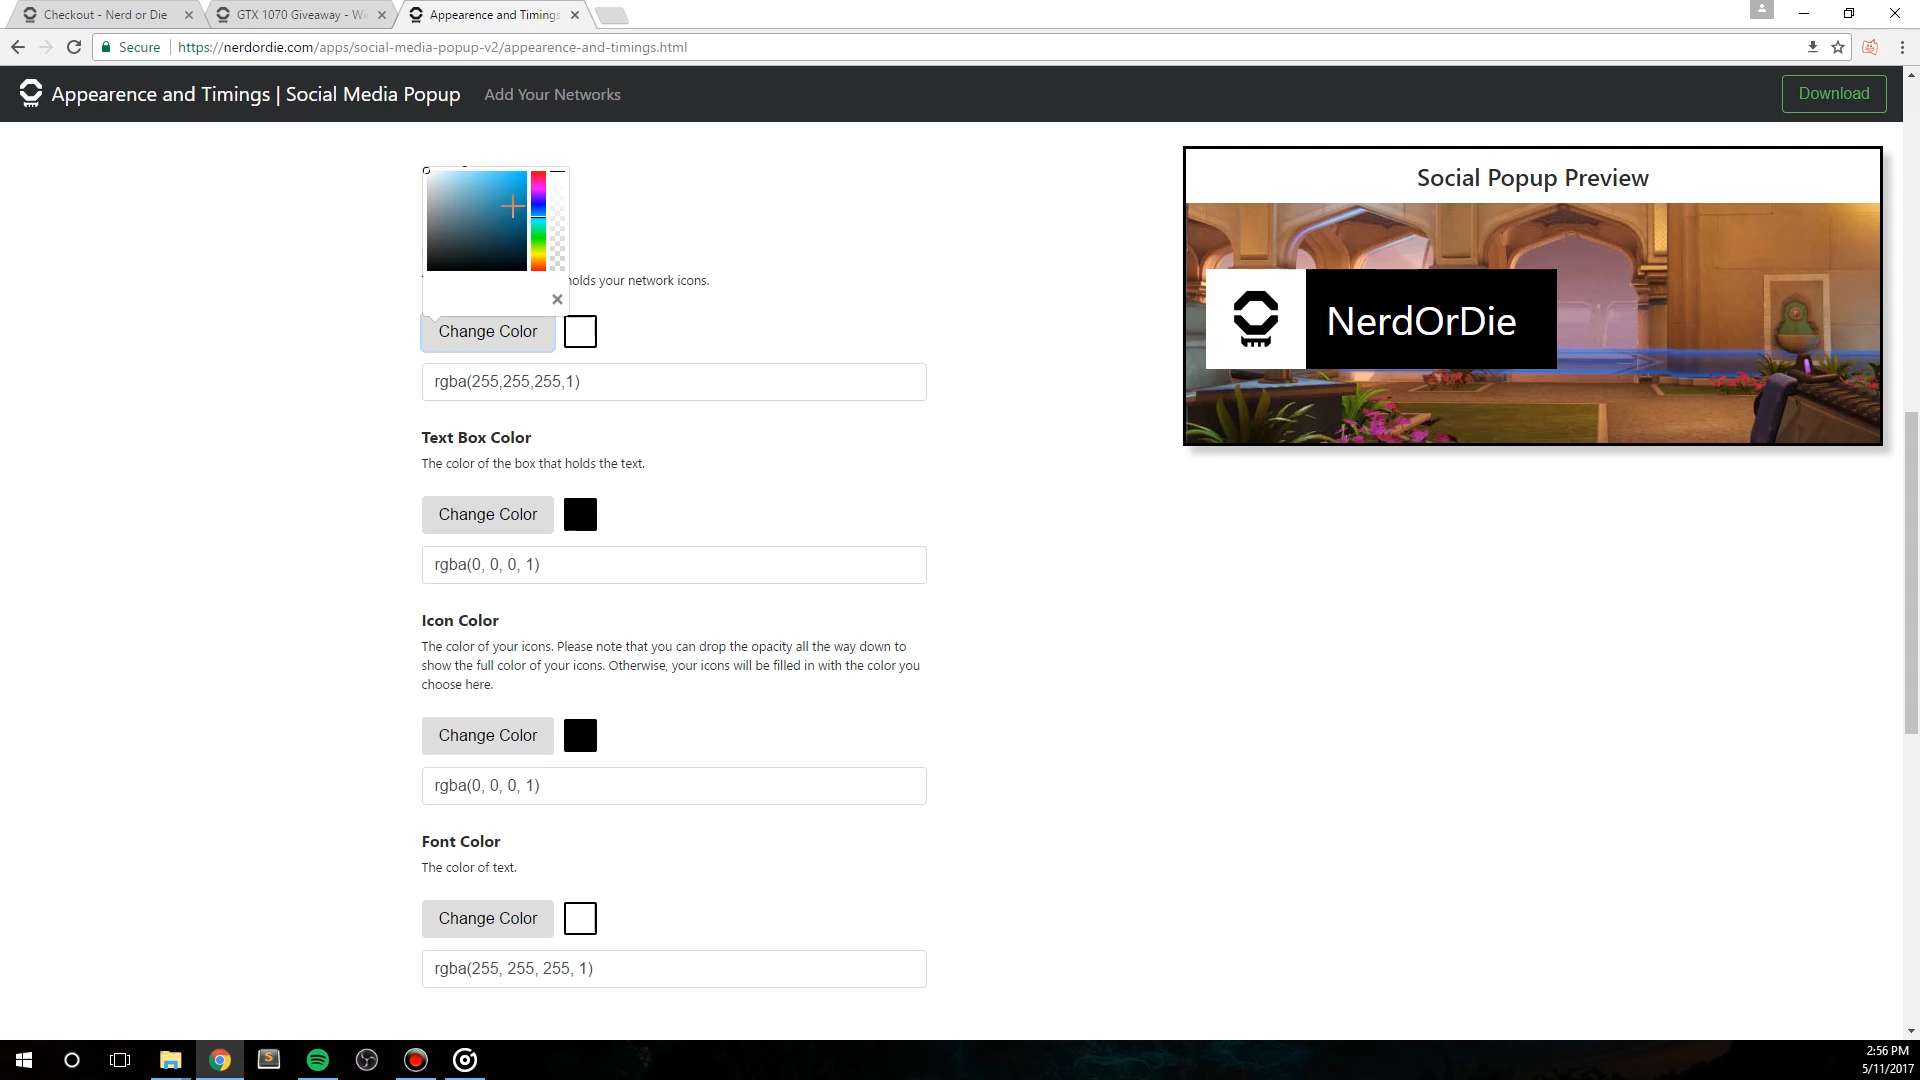 Checkout - Nerd or Die
GTX 1070 Giveaway - Wi
Appearence and Timings
Secure
https://nerdordie.com/apps/social-media-popup-v2/appearence-and-timings.html
Appearence and Timings | Social Media Popup
Add Your Networks
Download
Social Popup Preview
NerdOrDie
holds your network icons.
Change Color
rgba(255,255,255,1)
Text Box Color
The color of the box that holds the text.
Change Color
rgba(0, 0, 0, 1)
Icon Color
The color of your icons. Please note that you can drop the opacity all the way down to
show the full color of your icons. Otherwise, your icons will be filled in with the color you
choose here.
Change Color
rgba(0, 0, 0, 1)
Font Color
The color of text.
Change Color
rgba(255, 255, 255, 1)
S
2:56 PM
5/11/2017